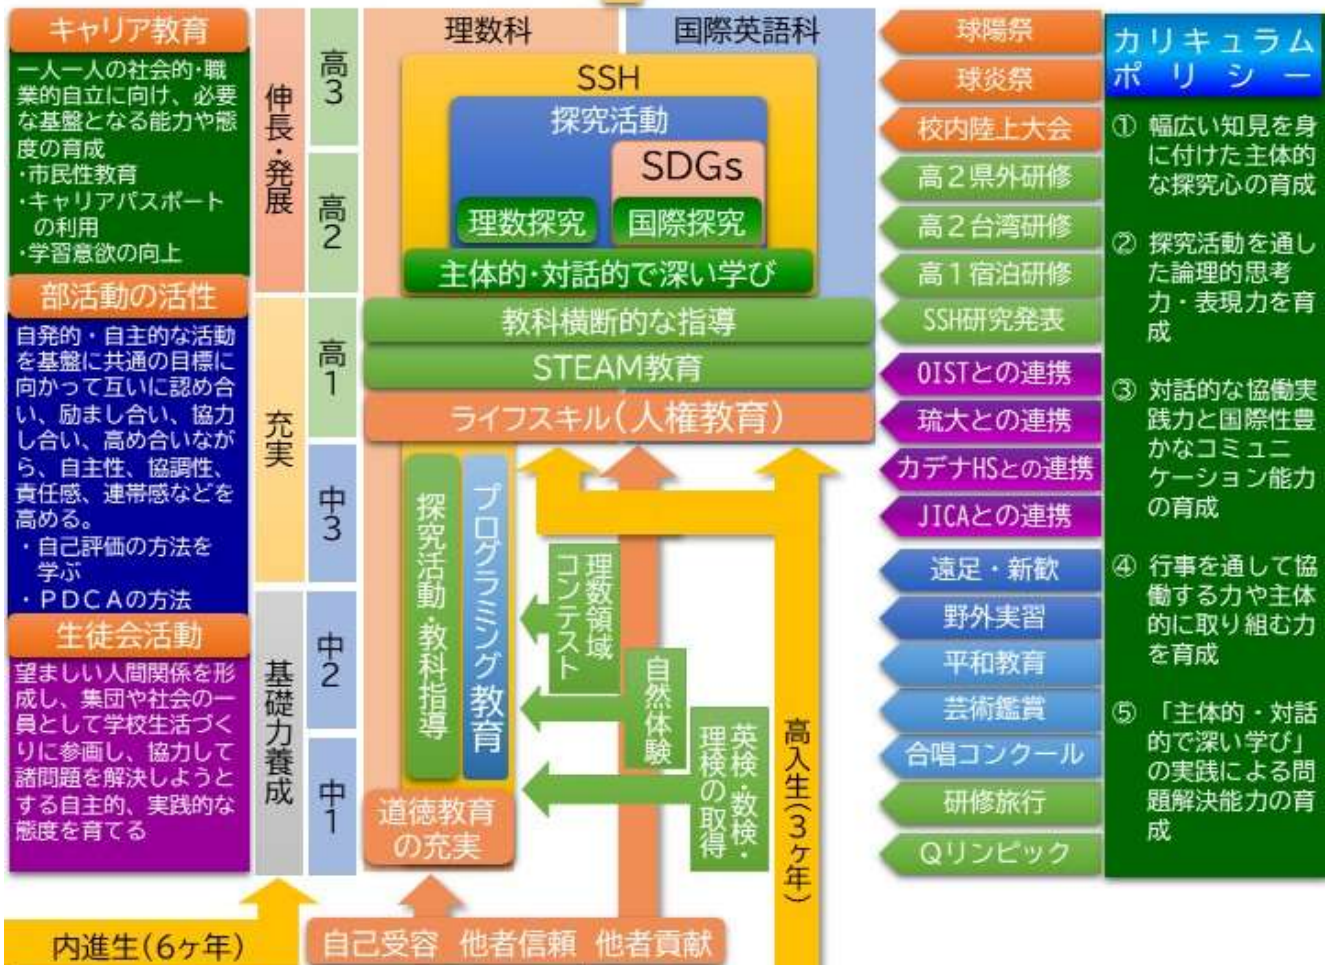 キャリア教育
一人一人の社会的・職
業的自立に向け、必要
な基盤となる能力や態
度の育成
・市民性教育
・キャリアパスポート
の利用
・学習意欲の向上
部活動の活性
自発的・自主的な活動
を基盤に共通の目標に
向かって互いに認め合
い、励まし合い、協力
し合い、高め合いなが
ら、自主性、協調性、
責任感、連帯感などを
高める。
・自己評価の方法を
学ぶ
・PDCAの方法
生徒会活動
望ましい人間関係を形
成し、集団や社会の一
員として学校生活づく
りに参画し、協力して
諸問題を解決しようと
する自主的、実践的な
態度を育てる
伸長・発展
充実
基礎力養成
高3
高2
高1
中3
中2
中1
理数科
国際英語科
SSH
探究活動
SDGs
理数探究
国際探究
主体的・対話的で深い学び
教科横断的な指導
STEAM教育
ライフスキル(人権教育)
探究活動・教科指導
プログラミング教育
理数領域
コンテスト
自然体験
英検・数検・
理検の取得
高入生(3ヶ年)
道徳教育
の充実
内進生(6ヶ年)
自己受容 他者信頼 他者貢献
球陽祭
球炎祭
校内陸上大会
高2県外研修
高2台湾研修
高1宿泊研修
SSH研究発表
OISTとの連携
琉大との連携
カデナHSとの連携
JICAとの連携
遠足・新歓
野外実習
平和教育
芸術鑑賞
合唱コンクール
研修旅行
Qリンピック
カリキュラム
ポリシー
① 幅広い知見を身
に付けた主体的
な探究心の育成
② 探究活動を通し
た論理的思考
力・表現力を育
成
③ 対話的な協働実
践力と国際性豊
かなコミュニ
ケーション能力
の育成
④ 行事を通して協
働する力や主体
的に取り組む力
を育成
⑤ 「主体的・対話
的で深い学び」
の実践による問
題解決能力の育
成